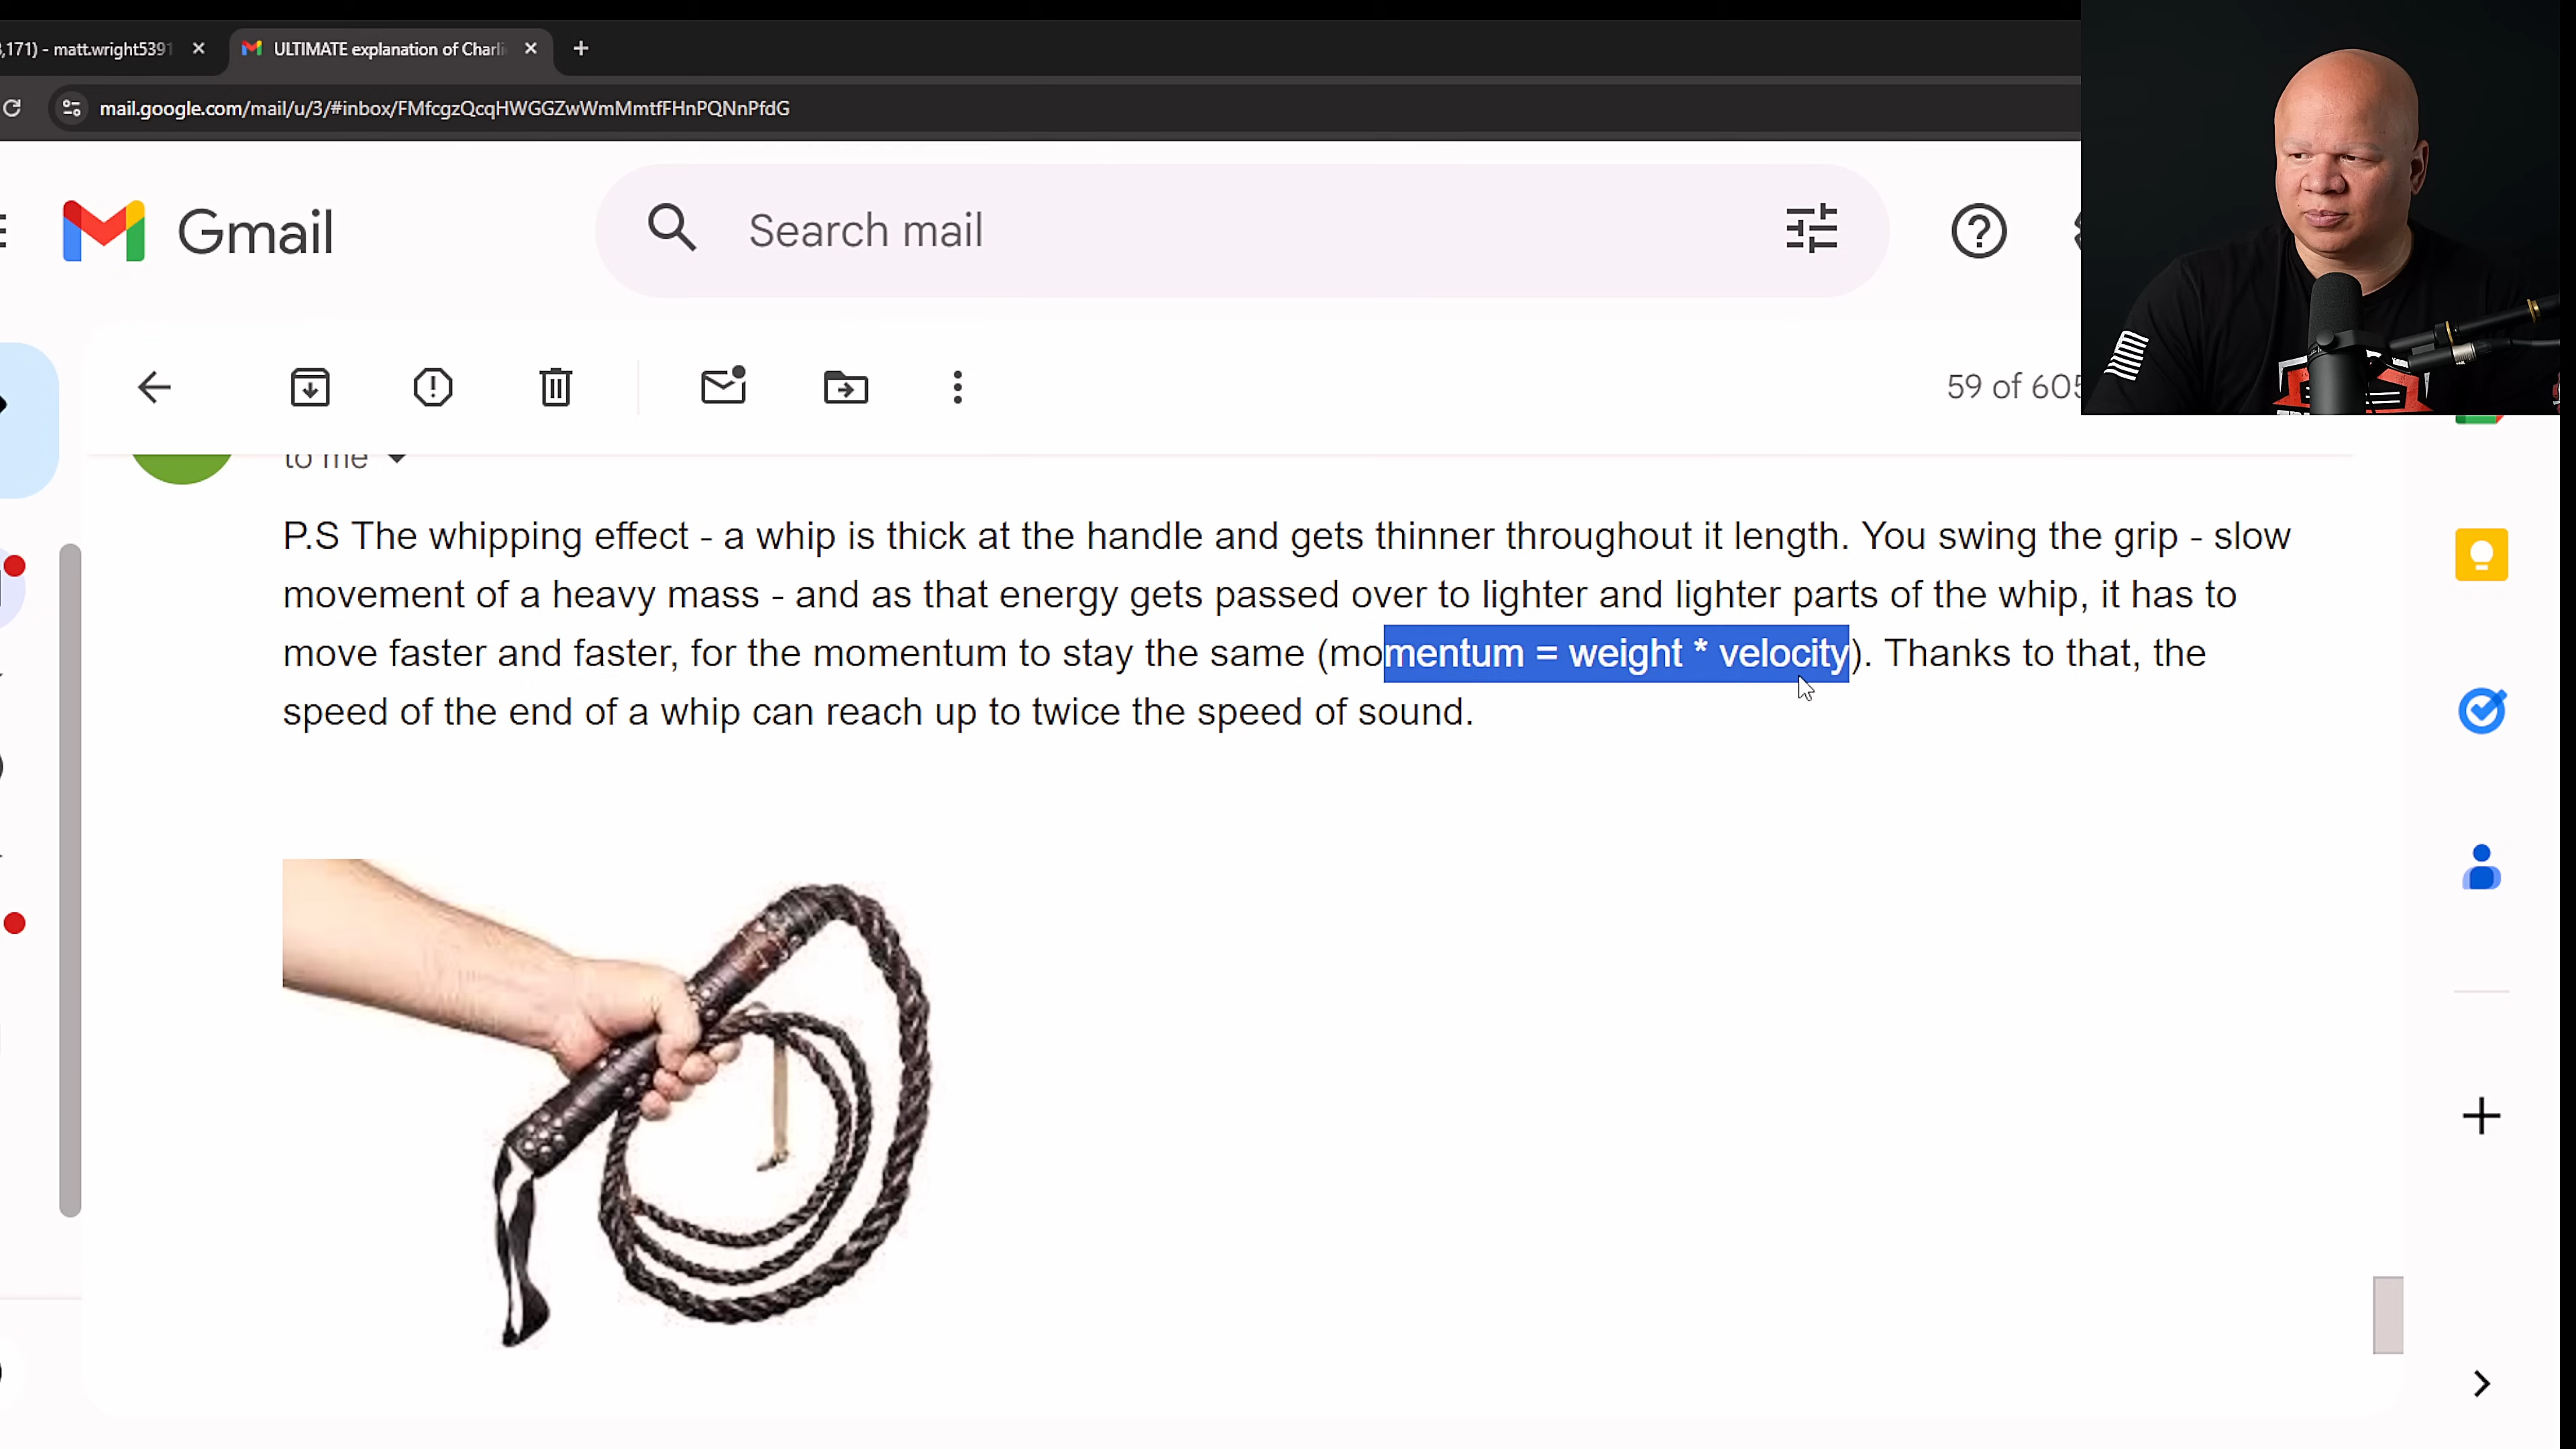 ,171) - matt.wright5391
ULTIMATE explanation of Charli
mail.google.com/mail/u/3/#inbox/FMfcgzQcqHWGGZwWmMmtfFHnPQNnPfdG
Gmail
Search mail
59 of 605
to me
P.S The whipping effect - a whip is thick at the handle and gets thinner throughout it length. You swing the grip - slow
movement of a heavy mass - and as that energy gets passed over to lighter and lighter parts of the whip, it has to
move faster and faster, for the momentum to stay the same (momentum = weight * velocity). Thanks to that, the
speed of the end of a whip can reach up to twice the speed of sound.